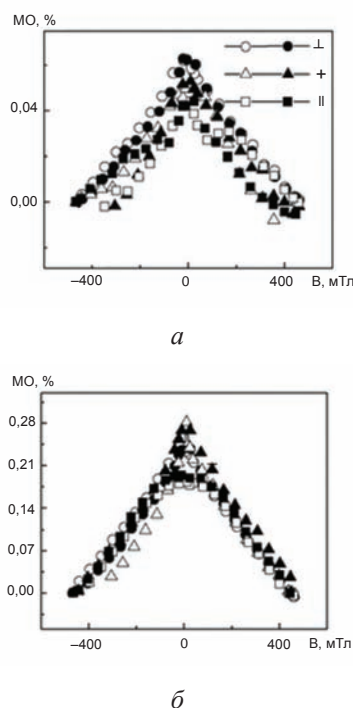 МО, %
⊥
+
||
0,04
0,00
−400
0
400
В, мТл
а
МО, %
0,28
0,21
0,14
0,07
0,00
−400
0
400
В, мТл
б